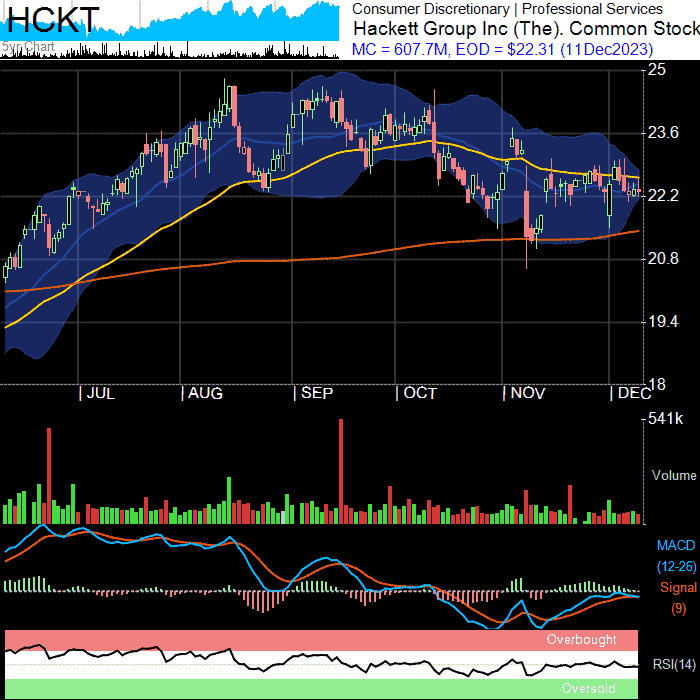 HCKT
5yr Chart
Consumer Discretionary | Professional Services
Hackett Group Inc (The). Common Stock
MC = 607.7M, EOD = $22.31 (11Dec2023)
25
23.6
22.2
20.8
19.4
18
JUL AUG SEP OCT NOV DEC
541k
Volume
MACD
(12-26)
Signal
(9)
Overbought
RSI(14)
Oversold